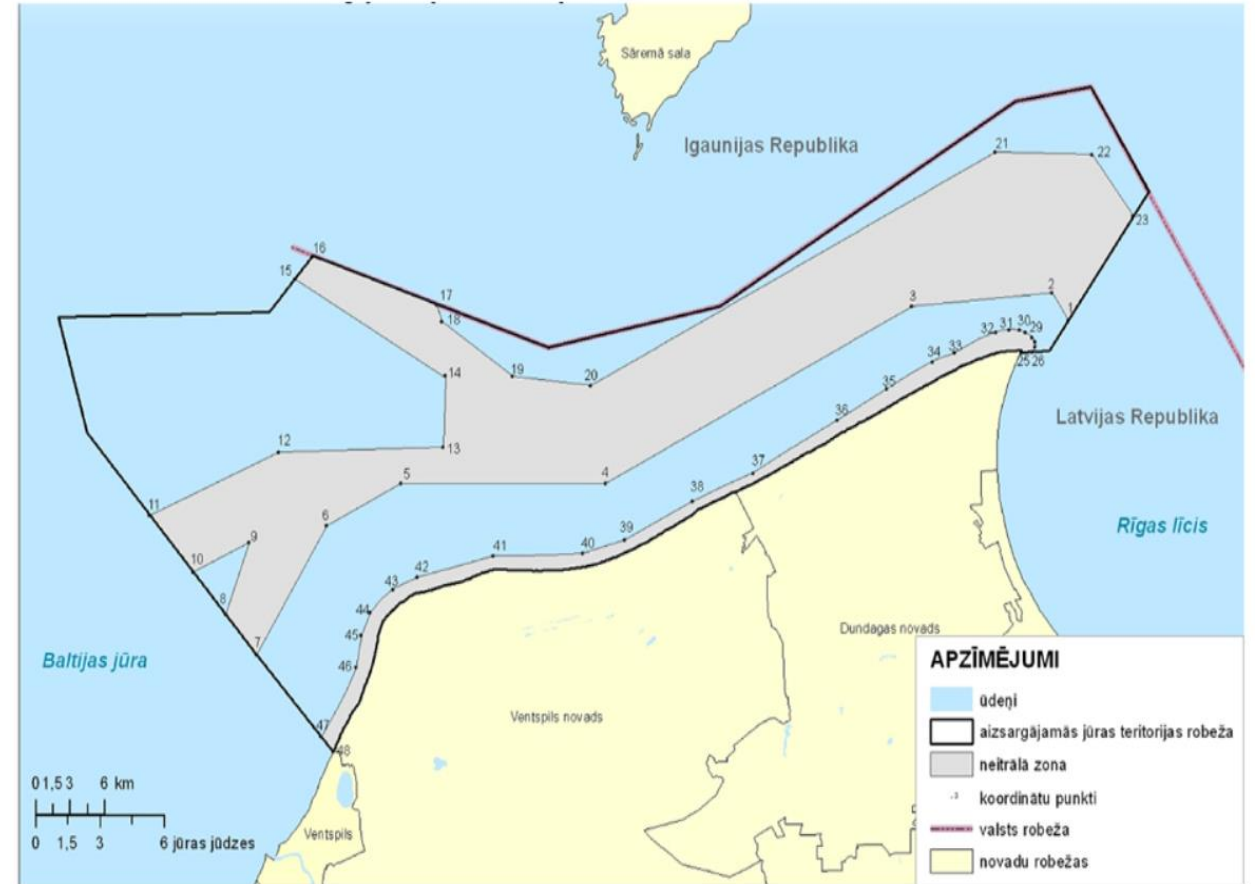 Sāremā sala
Igaunijas Republika
21
22
23
16
15
17
18
2
3
1
14
19
20
32
31
30
29
25
26
34
33
35
36
Latvijas Republika
12
13
5
4
37
38
11
6
9
39
40
41
Rīgas līcis
10
42
43
8
44
45
7
46
Baltijas jūra
Dundagas novads
Ventspils novads
47
48
Ventspils
0 1,5 3 6 km
0 1,5 3 6 jūras jūdzes
APZĪMĒJUMI
ūdeņi
aizsargājamās jūras teritorijas robeža
neitrālā zona
.3 koordinātu punkti
valsts robeža
novadu robežas